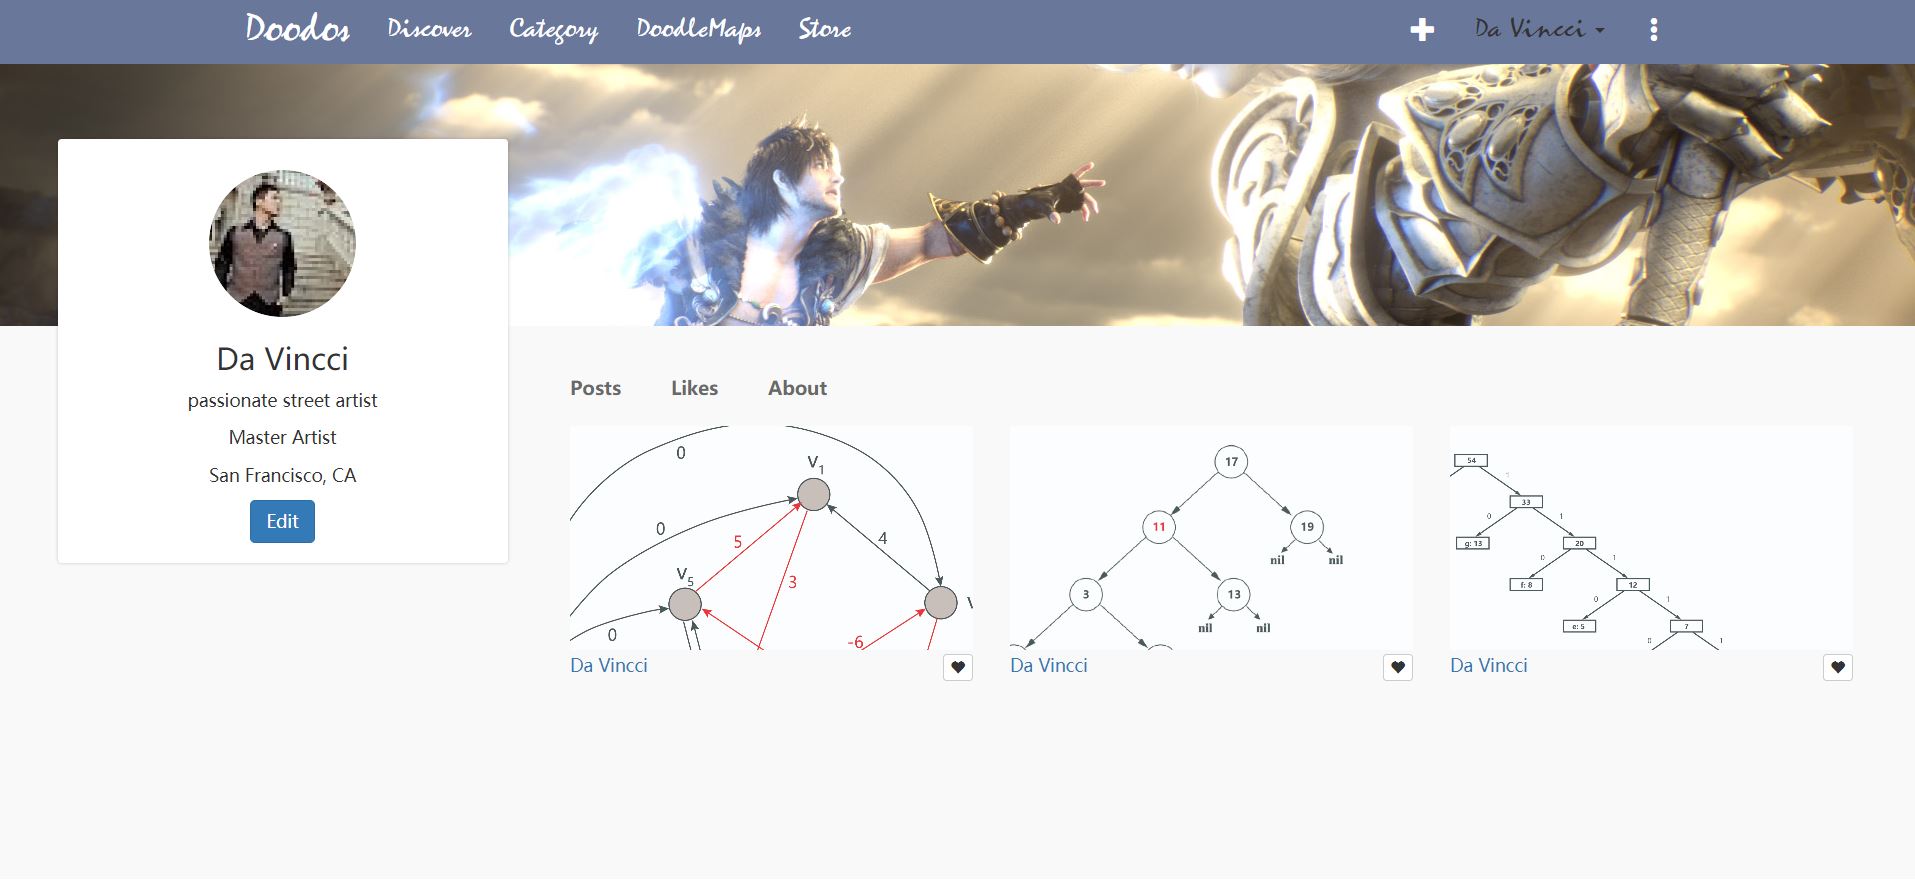 Doodos Discover Category DoodleMaps Store Da Vincci
Da Vincci
passionate street artist
Master Artist
San Francisco, CA
Edit
Posts Likes About
0
V1
0
5
4
3
V5
0
-6
Da Vincci
17
11
19
nil nil
3
13
nil nil
Da Vincci
54
1
33
0 1
g: 13
20
0 1
f: 8
12
0 1
e: 5
7
0 1
Da Vincci